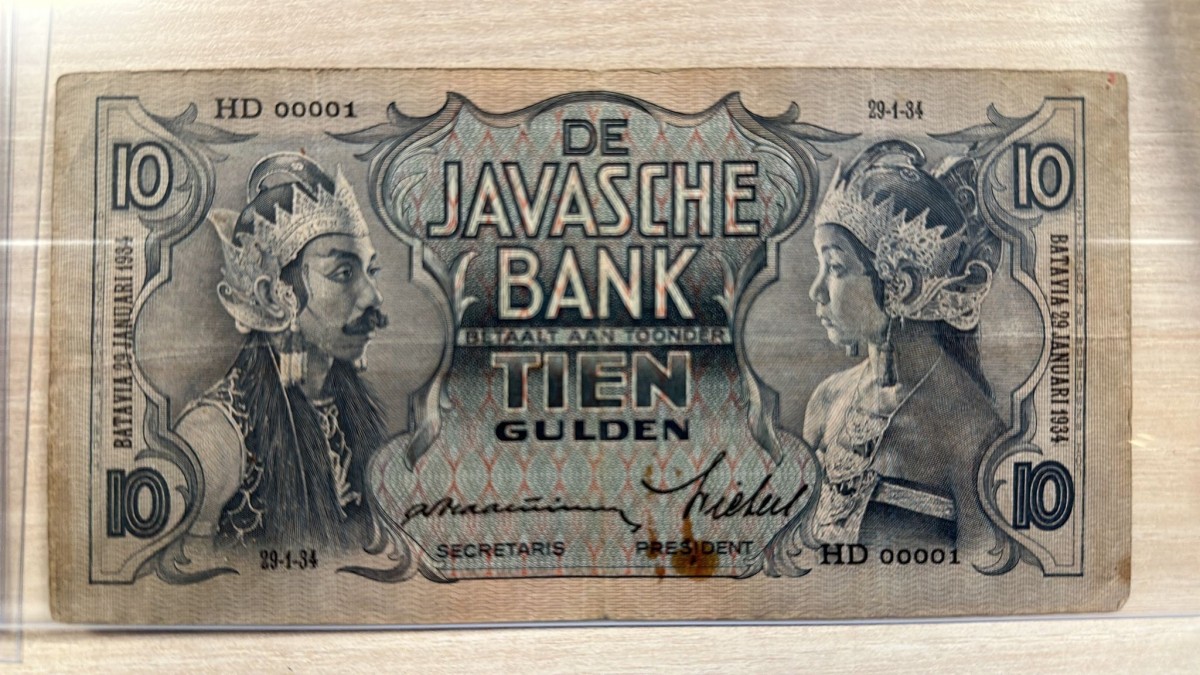 HD 00001
29-1-34
10
10
DE
JAVASCHE
BANK
BETAALT AAN TOONDER
TIEN
GULDEN
BATAVIA 29 JANUARI 1934
BATAVIA 29 JANUARI 1934
10
10
SECRETARIS
PRESIDENT
29-1-34
HD 00001